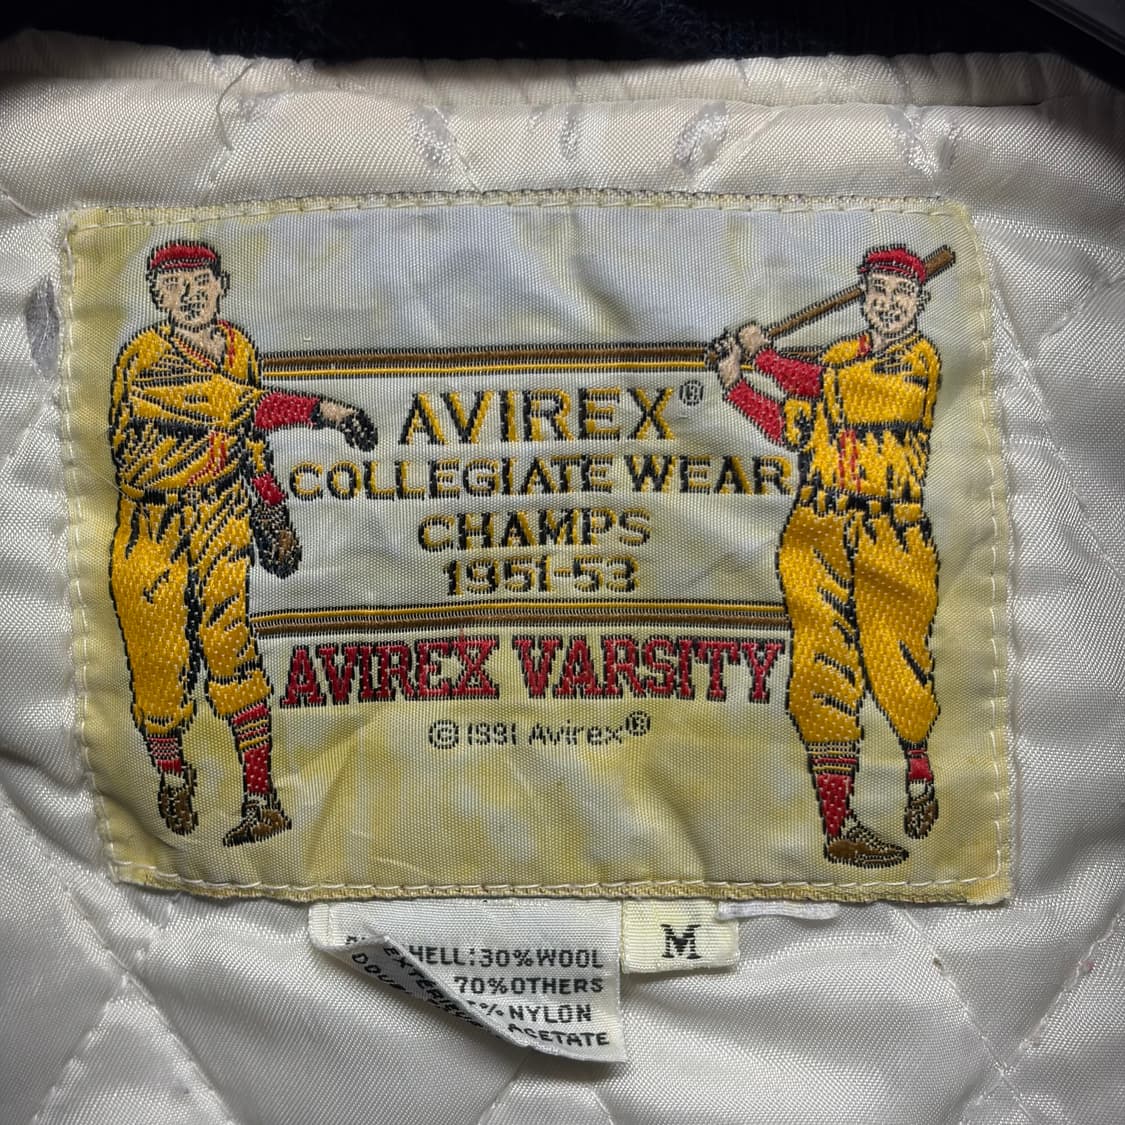 AVIREX®
COLLEGIATE WEAR
CHAMPS
1951-53
AVIREX VARSITY
© 1991 Avirex®
M
HELL:30%WOOL
70%OTHERS
%NYLON
ACETATE